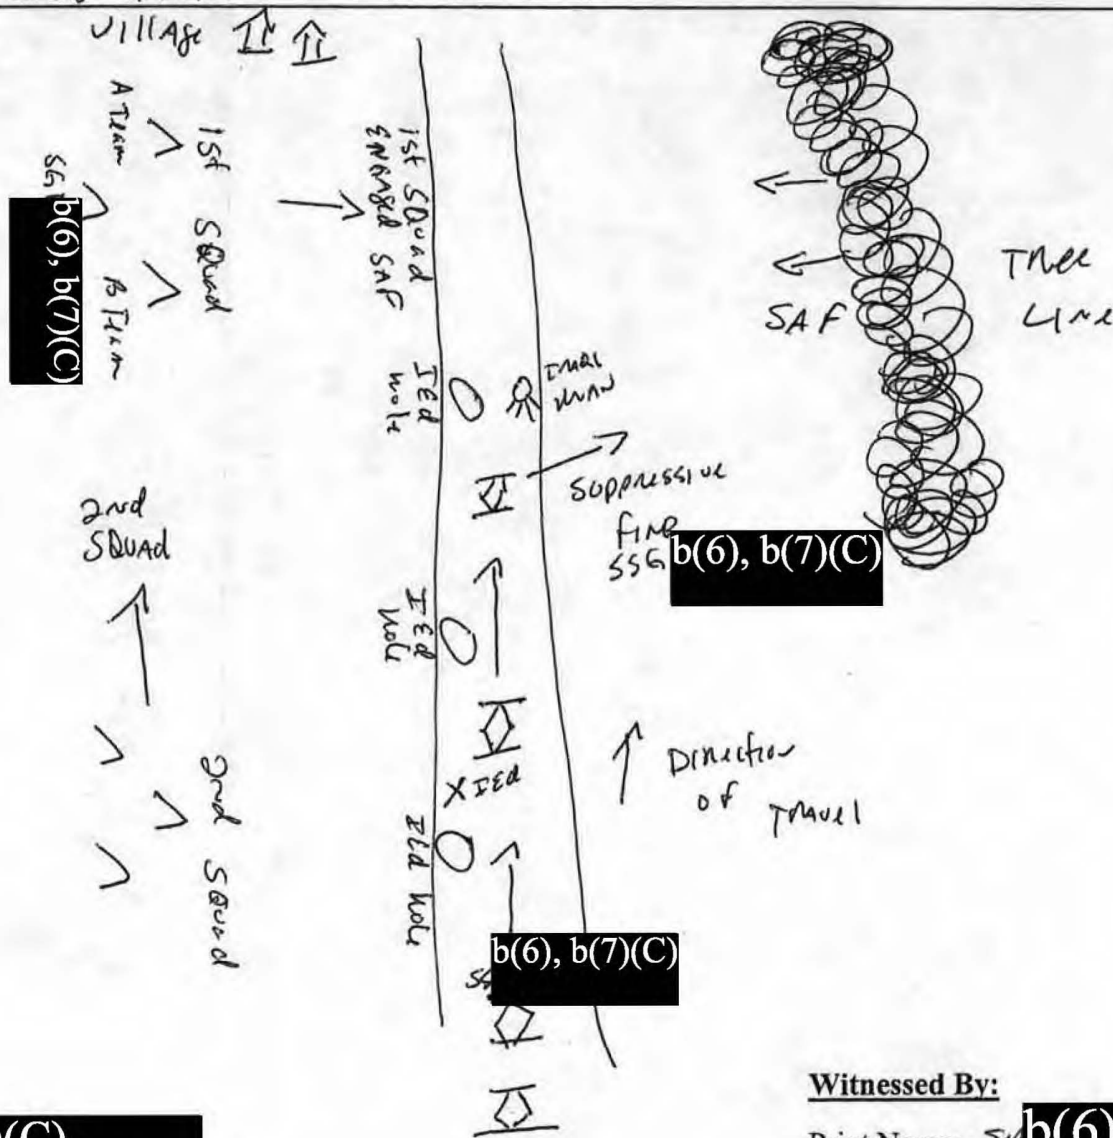 Village
A Team
1st Squad
SG
b(6), b(7)(C)
B Team
1st Squad
Engaged SAF
SAF
Tree
Line
IED
hole
Suppressive
fire
SSG b(6), b(7)(C)
2nd
Squad
IED
hole
X IED
Direction
of Travel
2nd Squad
IED hole
b(6), b(7)(C)
Witnessed By:
b(6)
(C)